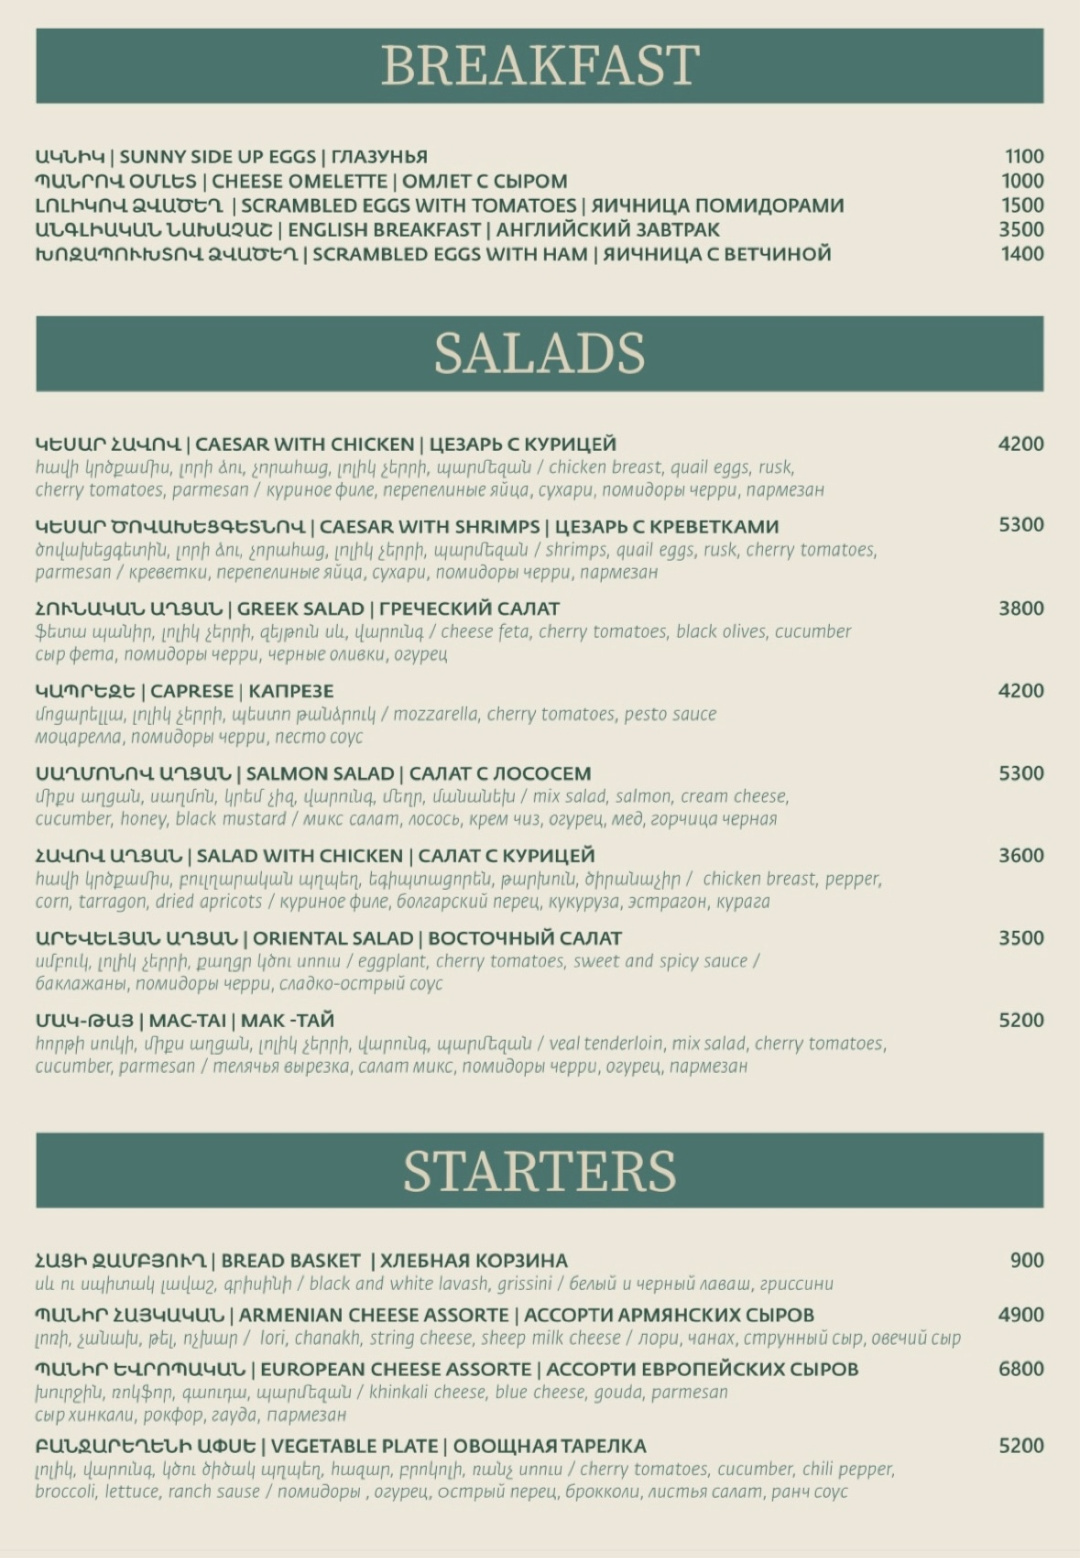 BREAKFAST
ԱԿՆԻԿ | SUNNY SIDE UP EGGS | ГЛАЗУНЬЯ 1100
ՊԱՆՐՈՎ ՕՄԼԵՏ | CHEESE OMELETTE | ОМЛЕТ С СЫРОМ 1000
ԼՈԼԻԿՈՎ ՁՎԱԾԵՂ | SCRAMBLED EGGS WITH TOMATOES | ЯИЧНИЦА ПОМИДОРАМИ 1500
ԱՆԳԼԻԱԿԱՆ ՆԱԽԱՉԱՇ | ENGLISH BREAKFAST | АНГЛИЙСКИЙ ЗАВТРАК 3500
ԽՈԶԱՊՈՒԽՏՈՎ ՁՎԱԾԵՂ | SCRAMBLED EGGS WITH HAM | ЯИЧНИЦА С ВЕТЧИНОЙ 1400
SALADS
ԿԵՍԱՐ ՀԱՎՈՎ | CAESAR WITH CHICKEN | ЦЕЗАРЬ С КУРИЦЕЙ 4200
հավի կրծքամիս, լորի ձու, չորահաց, լոլիկ չերրի, պարմեզան / chicken breast, quail eggs, rusk,
cherry tomatoes, parmesan / куриное филе, перепелиные яйца, сухари, помидоры черри, пармезан
ԿԵՍԱՐ ԾՈՎԱԽԵՑԳԵՏՆՈՎ | CAESAR WITH SHRIMPS | ЦЕЗАРЬ С КРЕВЕТКАМИ 5300
ծովախեցգետին, լորի ձու, չորահաց, լոլիկ չերրի, պարմեզան / shrimps, quail eggs, rusk, cherry tomatoes,
parmesan / креветки, перепелиные яйца, сухари, помидоры черри, пармезан
ՀՈՒՆԱԿԱՆ ԱՂՑԱՆ | GREEK SALAD | ГРЕЧЕСКИЙ САЛАТ 3800
ֆետա պանիր, լոլիկ չերրի, զեյթուն սև, վարունգ / cheese feta, cherry tomatoes, black olives, cucumber
сыр фета, помидоры черри, черные оливки, огурец
ԿԱՊՐԵԶԵ | CAPRESE | КАПРЕЗЕ 4200
մոցարելլա, լոլիկ չերրի, պեստո թանձրուկ / mozzarella, cherry tomatoes, pesto sauce
моцарелла, помидоры черри, песто соус
ՍԱՂՄՈՆՈՎ ԱՂՑԱՆ | SALMON SALAD | САЛАТ С ЛОСОСЕМ 5300
միքս աղցան, սաղմոն, կրեմ չիզ, վարունգ, մեղր, մանանեխ / mix salad, salmon, cream cheese,
cucumber, honey, black mustard / микс салат, лосось, крем чиз, огурец, мед, горчица черная
ՀԱՎՈՎ ԱՂՑԱՆ | SALAD WITH CHICKEN | САЛАТ С КУРИЦЕЙ 3600
հավի կրծքամիս, բուլղարական պղպեղ, եգիպտացորեն, թարխուն, ծիրանաչիր / chicken breast, pepper,
corn, tarragon, dried apricots / куриное филе, болгарский перец, кукуруза, эстрагон, курага
ԱՐԵՎԵԼՅԱՆ ԱՂՑԱՆ | ORIENTAL SALAD | ВОСТОЧНЫЙ САЛАТ 3500
սմբուկ, լոլիկ չերրի, քաղցր կծու սոուս / eggplant, cherry tomatoes, sweet and spicy sauce /
баклажаны, помидоры черри, сладко-острый соус
ՄԱԿ-ԹԱՅ | MAC-TAI | МАК -ТАЙ 5200
հորթի սուկի, միքս աղցան, լոլիկ չերրի, վարունգ, պարմեզան / veal tenderloin, mix salad, cherry tomatoes,
cucumber, parmesan / телячья вырезка, салат микс, помидоры черри, огурец, пармезан
STARTERS
ՀԱՑԻ ԶԱՄԲՅՈՒՂ | BREAD BASKET | ХЛЕБНАЯ КОРЗИНА 900
սև ու սպիտակ լավաշ, գրիսինի / black and white lavash, grissini / белый и черный лаваш, гриссини
ՊԱՆԻՐ ՀԱՅԿԱԿԱՆ | ARMENIAN CHEESE ASSORTE | АССОРТИ АРМЯНСКИХ СЫРОВ 4900
լոռի, չանախ, թել, ոչխար / lori, chanakh, string cheese, sheep milk cheese / лори, чанах, струнный сыр, овечий сыр
ՊԱՆԻՐ ԵՎՐՈՊԱԿԱՆ | EUROPEAN CHEESE ASSORTE | АССОРТИ ЕВРОПЕЙСКИХ СЫРОВ 6800
խուրջին, ռոկֆոր, գաուդա, պարմեզան / khinkali cheese, blue cheese, gouda, parmesan
сыр хинкали, рокфор, гауда, пармезан
ԲԱՆՋԱՐԵՂԵՆԻ ԱՓՍԵ | VEGETABLE PLATE | ОВОЩНАЯ ТАРЕЛКА 5200
լոլիկ, վարունգ, կծու ծիծակ պղպեղ, հազար, բրոկոլի, ռանչ սոուս / cherry tomatoes, cucumber, chili pepper,
broccoli, lettuce, ranch sause / помидоры , огурец, острый перец, брокколи, листья салат, ранч соус